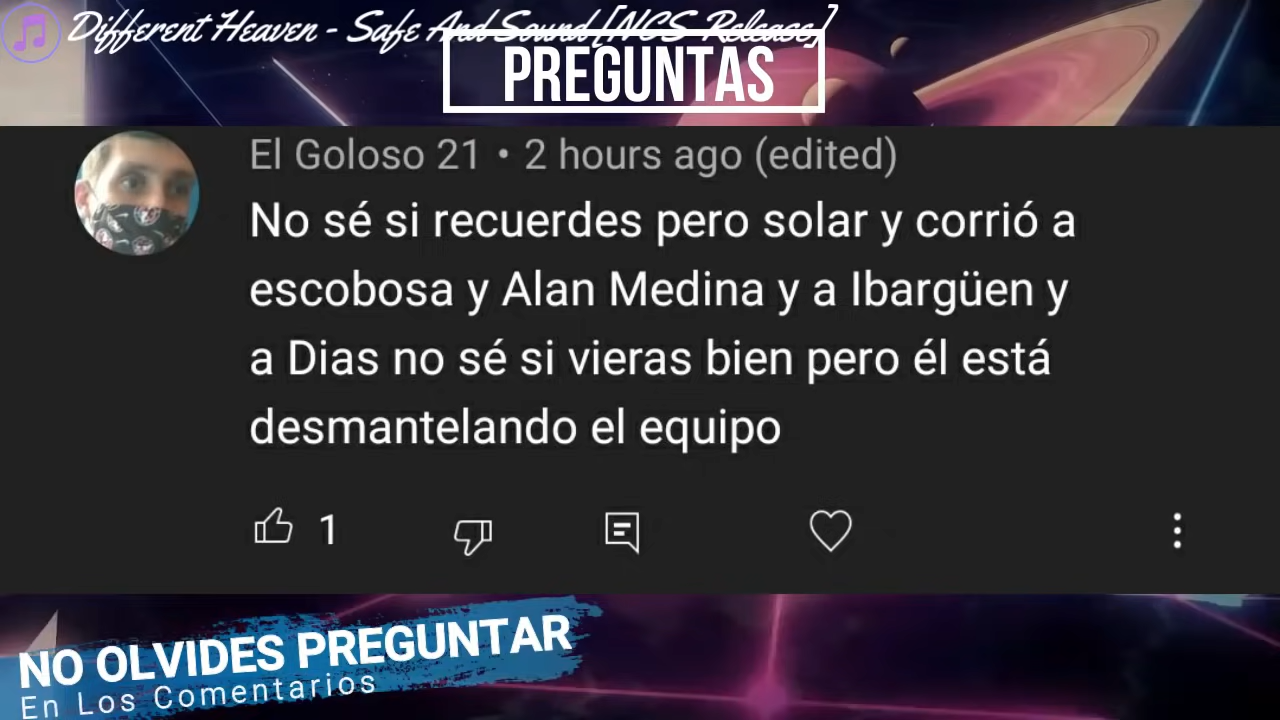 Different Heaven - Safe And Sound [NCS Release]
PREGUNTAS
El Goloso 21 • 2 hours ago (edited)
No sé si recuerdes pero solar y corrió a
escobosa y Alan Medina y a Ibargüen y
a Dias no sé si vieras bien pero él está
desmantelando el equipo
1
NO OLVIDES PREGUNTAR
En Los Comentarios